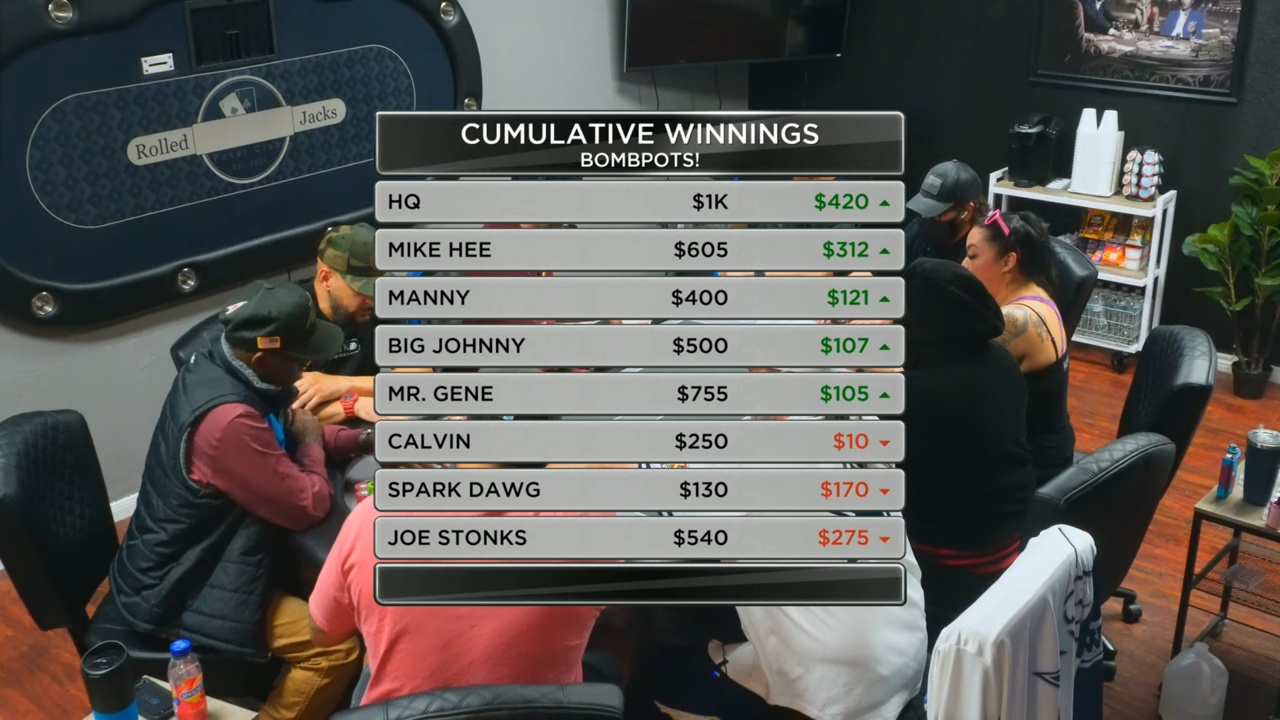 Rolled Jacks
CUMULATIVE WINNINGS
BOMBPOTS!
HQ $1K $420
MIKE HEE $605 $312
MANNY $400 $121
BIG JOHNNY $500 $107
MR. GENE $755 $105
CALVIN $250 $10
SPARK DAWG $130 $170
JOE STONKS $540 $275